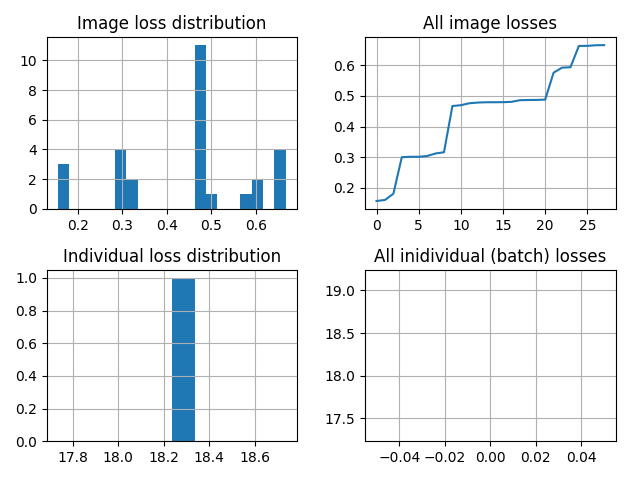 Image loss distribution
10
8
6
4
2
0
0.2 0.3 0.4 0.5 0.6
All image losses
0.6
0.5
0.4
0.3
0.2
0 5 10 15 20 25
Individual loss distribution
1.0
0.8
0.6
0.4
0.2
0.0
17.8 18.0 18.2 18.4 18.6
All inidividual (batch) losses
19.0
18.5
18.0
17.5
−0.04 −0.02 0.00 0.02 0.04